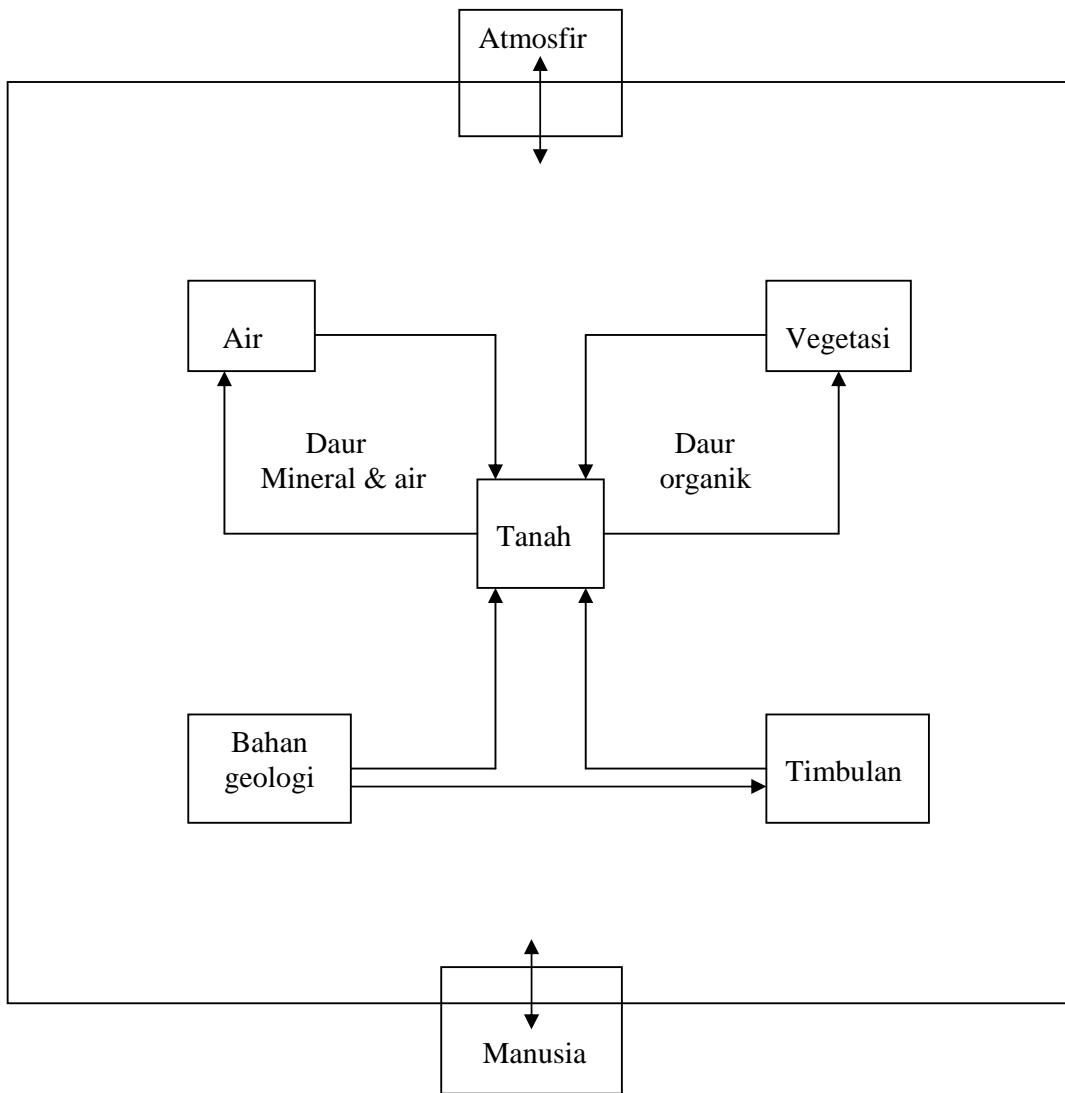 Atmosfir
Air
Vegetasi
Daur
Mineral & air
Daur
organik
Tanah
Bahan
geologi
Timbulan
Manusia